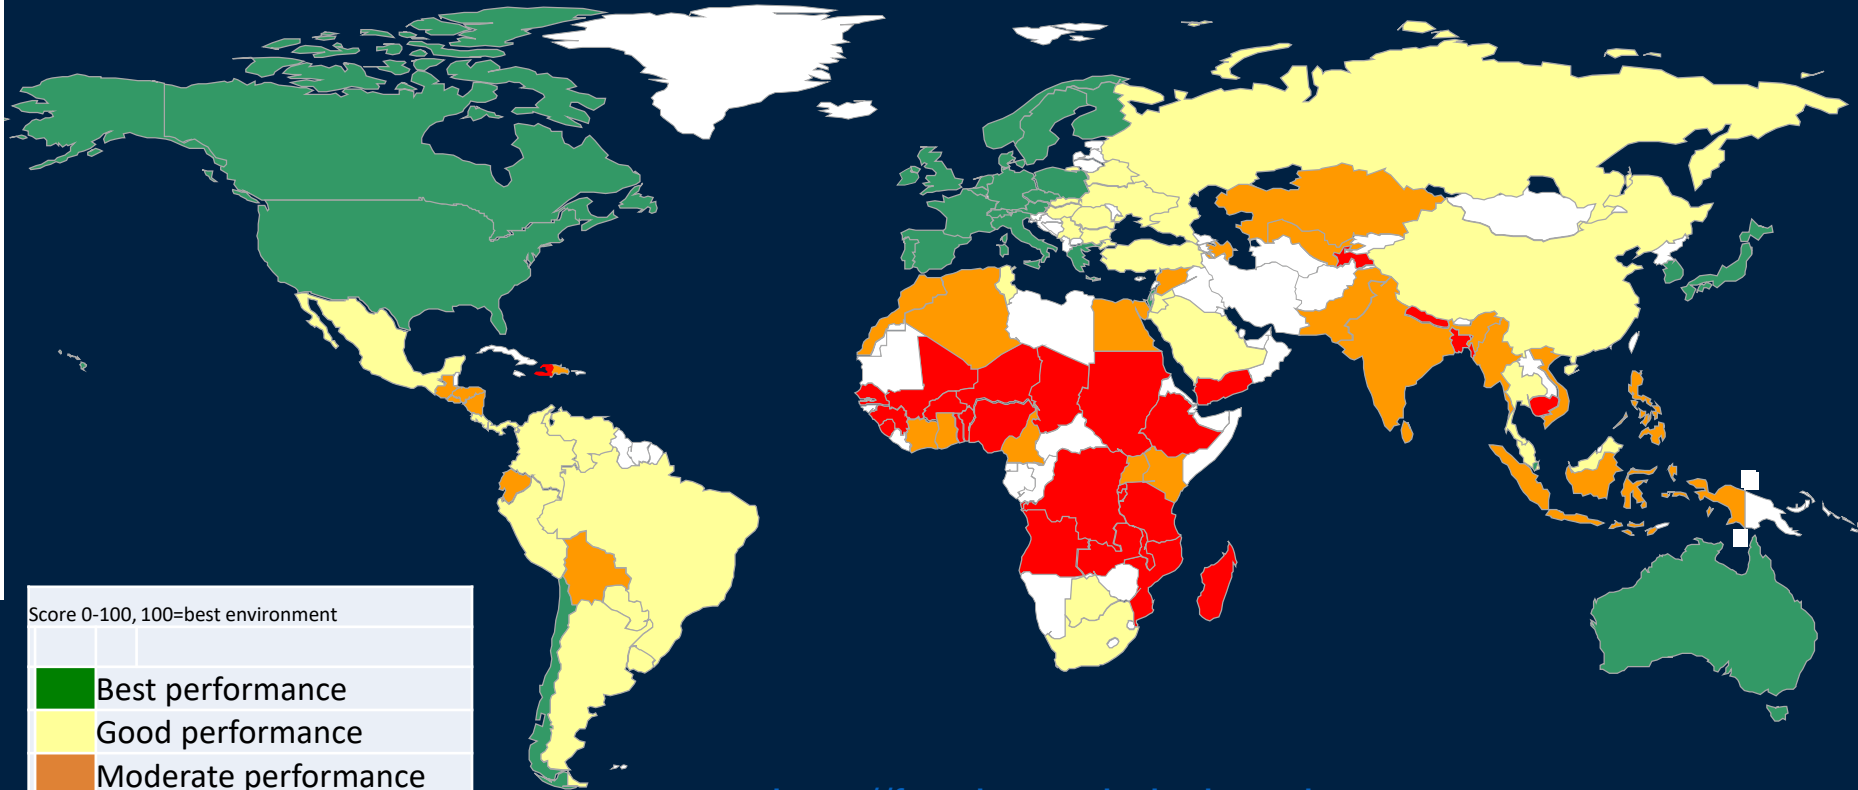 Score 0-100, 100=best environment
Best performance
Good performance
Moderate performance